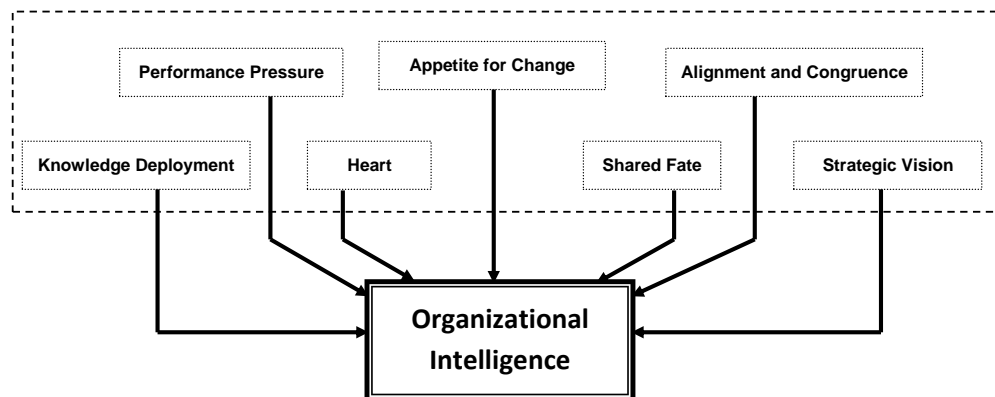 Appetite for Change
Performance Pressure
Alignment and Congruence
Knowledge Deployment
Heart
Shared Fate
Strategic Vision
Organizational
Intelligence